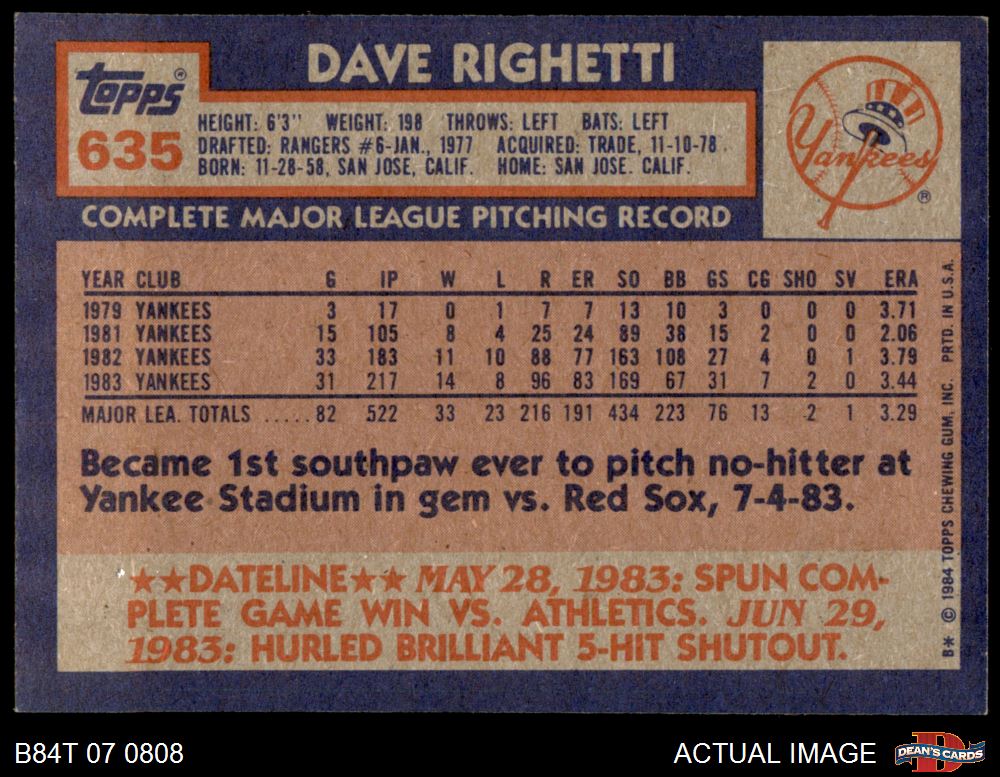 DAVE RIGHETTI
topps®
635
HEIGHT: 6'3" WEIGHT: 198 THROWS: LEFT BATS: LEFT
DRAFTED: RANGERS #6-JAN., 1977 ACQUIRED: TRADE, 11-10-78.
BORN: 11-28-58, SAN JOSE, CALIF. HOME: SAN JOSE. CALIF.
Yankees
®
COMPLETE MAJOR LEAGUE PITCHING RECORD
YEAR CLUB G IP W L R ER SO BB GS CG SHO SV ERA
1979 YANKEES 3 17 0 1 7 7 13 10 3 0 0 0 3.71
1981 YANKEES 15 105 8 4 25 24 89 38 15 2 0 0 2.06
1982 YANKEES 33 183 11 10 88 77 163 108 27 4 0 1 3.79
1983 YANKEES 31 217 14 8 96 83 169 67 31 7 2 0 3.44
MAJOR LEA. TOTALS ..... 82 522 33 23 216 191 434 223 76 13 2 1 3.29
Became 1st southpaw ever to pitch no-hitter at
Yankee Stadium in gem vs. Red Sox, 7-4-83.
★★DATELINE★★ MAY 28, 1983: SPUN COM-
PLETE GAME WIN VS. ATHLETICS. JUN 29,
1983: HURLED BRILLIANT 5-HIT SHUTOUT.
B* © 1984 TOPPS CHEWING GUM, INC. PRTD. IN U.S.A.
B84T 07 0808
ACTUAL IMAGE
DEAN'S CARDS